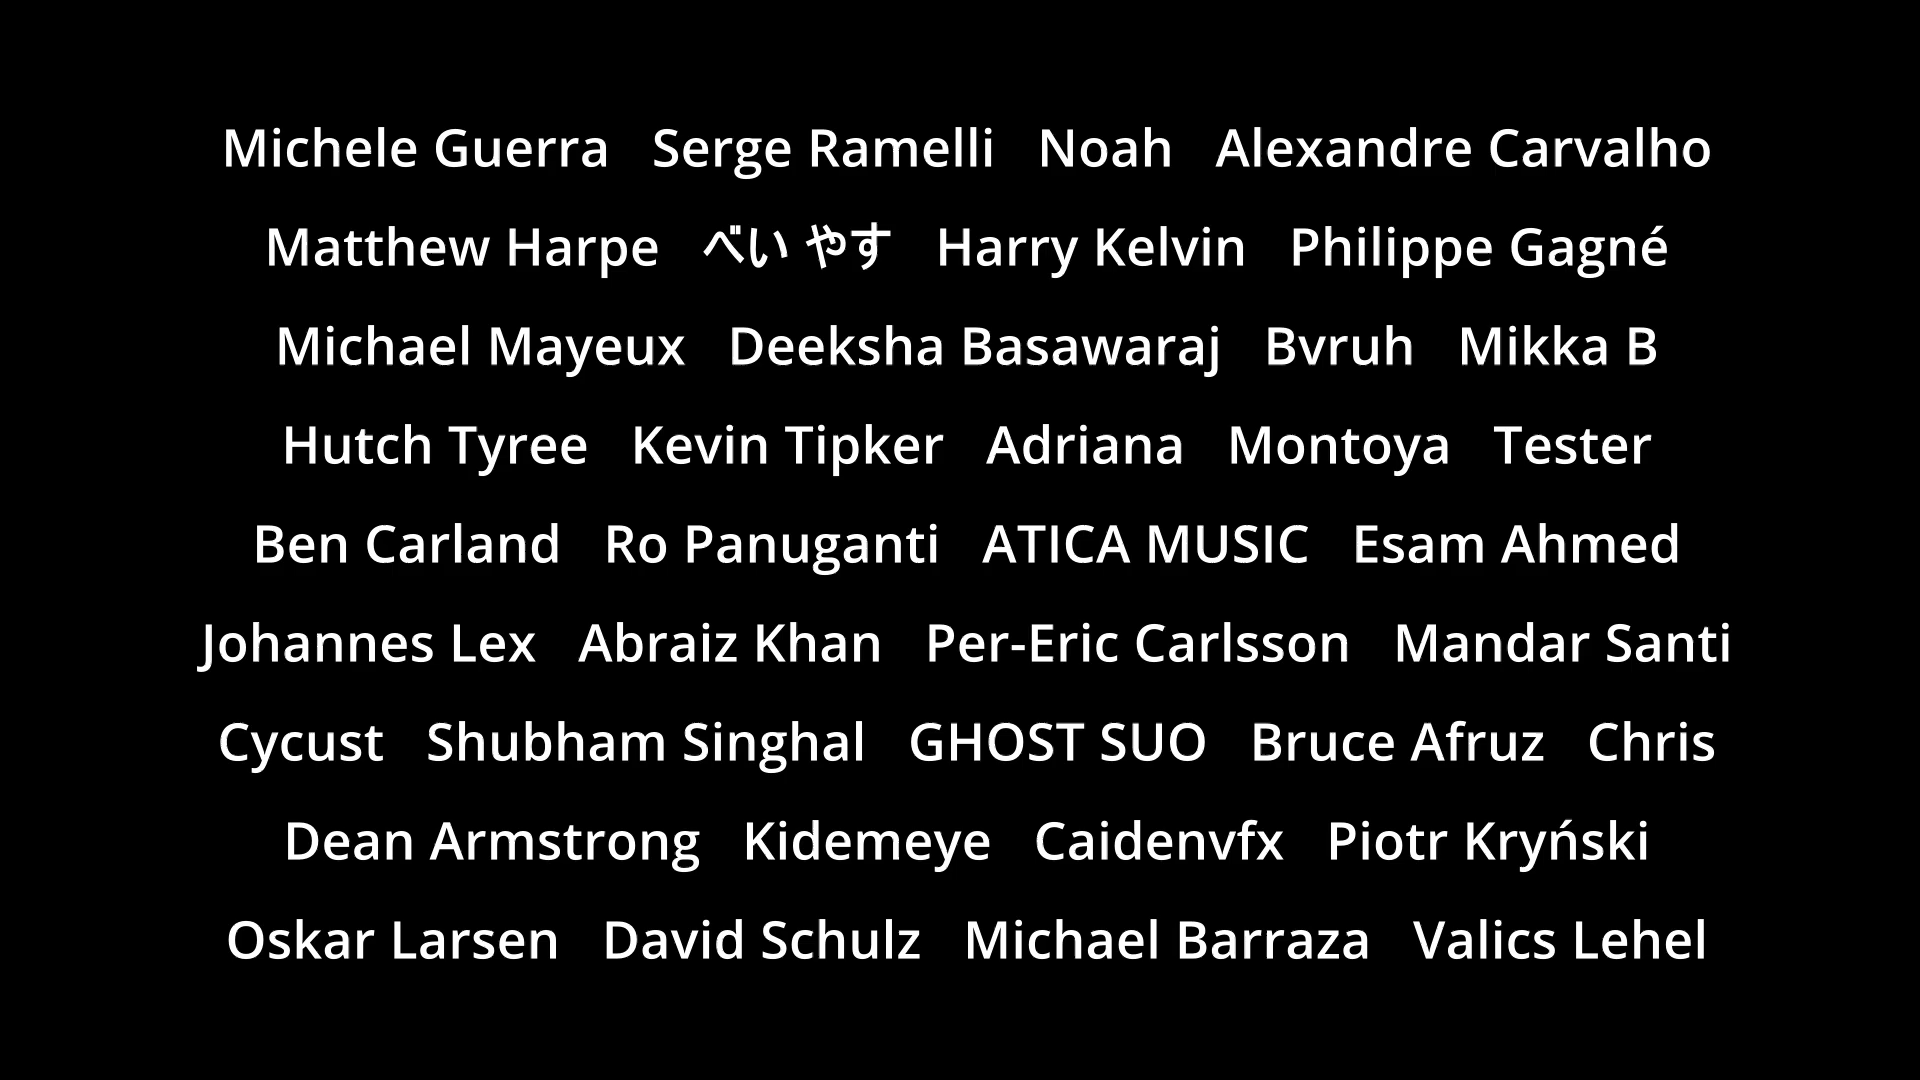 Michele Guerra Serge Ramelli Noah Alexandre Carvalho
Matthew Harpe べい やす Harry Kelvin Philippe Gagné
Michael Mayeux Deeksha Basawaraj Bvruh Mikka B
Hutch Tyree Kevin Tipker Adriana Montoya Tester
Ben Carland Ro Panuganti ATICA MUSIC Esam Ahmed
Johannes Lex Abraiz Khan Per-Eric Carlsson Mandar Santi
Cycust Shubham Singhal GHOST SUO Bruce Afruz Chris
Dean Armstrong Kidemeye Caidenvfx Piotr Kryński
Oskar Larsen David Schulz Michael Barraza Valics Lehel